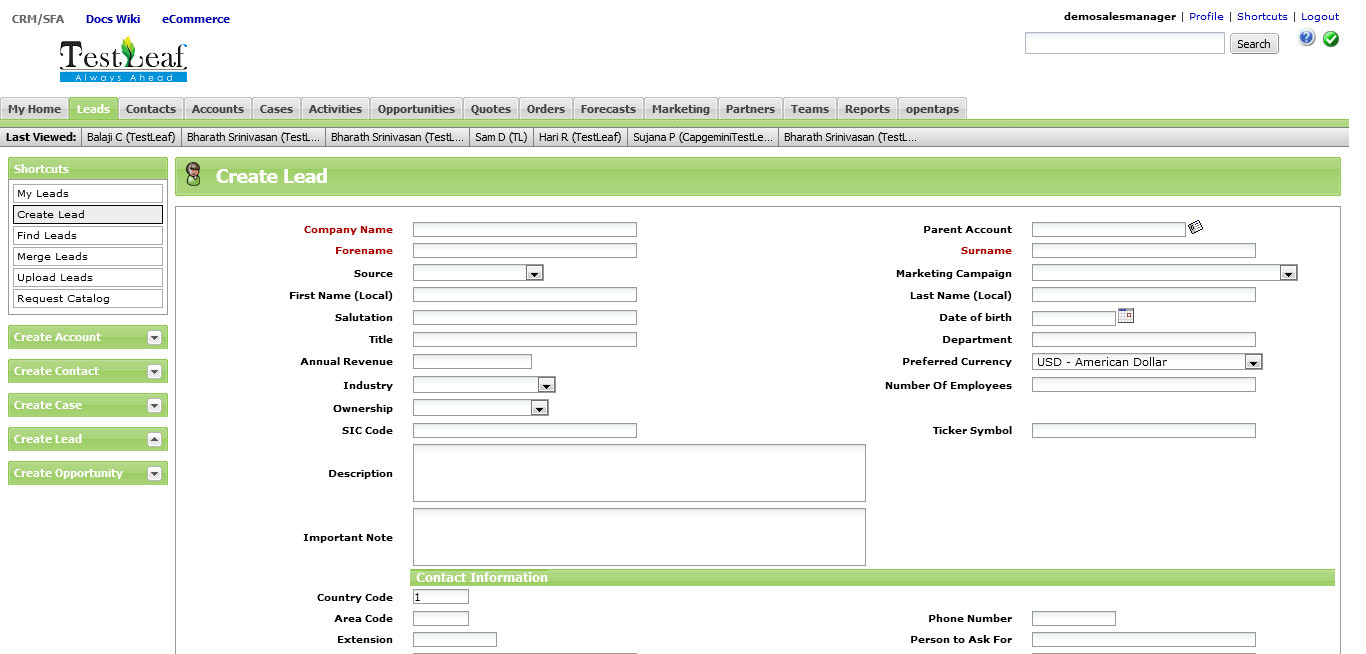 CRM/SFA Docs Wiki eCommerce
demosalesmanager | Profile | Shortcuts | Logout
TestLeaf
Always Ahead
Search
My Home Leads Contacts Accounts Cases Activities Opportunities Quotes Orders Forecasts Marketing Partners Teams Reports opentaps
Last Viewed: Balaji C (TestLeaf) Bharath Srinivasan (TestL... Bharath Srinivasan (TestL... Sam D (TL) Hari R (TestLeaf) Sujana P (CapgeminiTestLe... Bharath Srinivasan (TestL...
Shortcuts
My Leads
Create Lead
Find Leads
Merge Leads
Upload Leads
Request Catalog
Create Account
Create Contact
Create Case
Create Lead
Create Opportunity
Create Lead
Company Name Parent Account
Forename Surname
Source Marketing Campaign
First Name (Local) Last Name (Local)
Salutation Date of birth
Title Department
Annual Revenue Preferred Currency USD - American Dollar
Industry Number Of Employees
Ownership
SIC Code Ticker Symbol
Description
Important Note
Contact Information
Country Code 1
Area Code Phone Number
Extension Person to Ask For